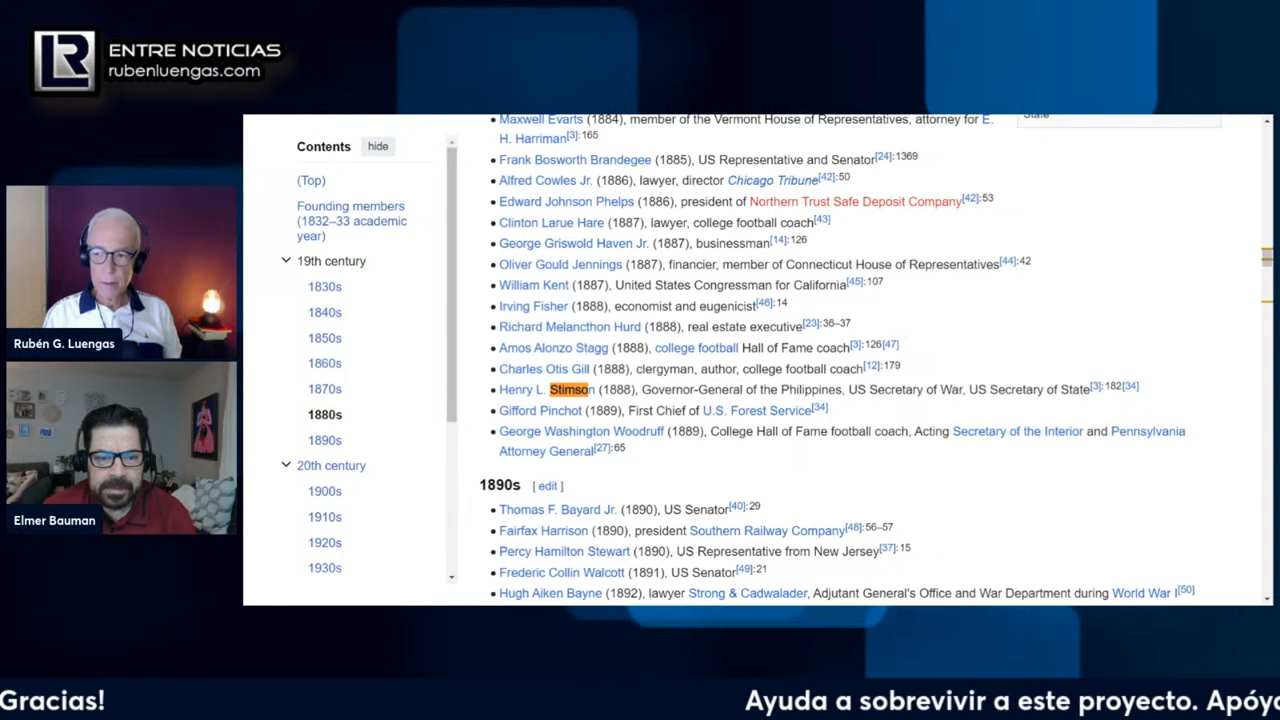 ENTRE NOTICIAS
rubenluengas.com
Rubén G. Luengas
Elmer Bauman
Contents hide
(Top)
Founding members
(1832–33 academic
year)
19th century
1830s
1840s
1850s
1860s
1870s
1880s
1890s
20th century
1900s
1910s
1920s
1930s
State
Maxwell Evarts (1884), member of the Vermont House of Representatives, attorney for E.
H. Harriman[3]:165
• Frank Bosworth Brandegee (1885), US Representative and Senator[24]:1369
• Alfred Cowles Jr. (1886), lawyer, director Chicago Tribune[42]:50
• Edward Johnson Phelps (1886), president of Northern Trust Safe Deposit Company[42]:53
• Clinton Larue Hare (1887), lawyer, college football coach[43]
• George Griswold Haven Jr. (1887), businessman[14]:126
• Oliver Gould Jennings (1887), financier, member of Connecticut House of Representatives[44]:42
• William Kent (1887), United States Congressman for California[45]:107
• Irving Fisher (1888), economist and eugenicist[46]:14
• Richard Melancthon Hurd (1888), real estate executive[23]:36–37
• Amos Alonzo Stagg (1888), college football Hall of Fame coach[3]:126[47]
• Charles Otis Gill (1888), clergyman, author, college football coach[12]:179
• Henry L. Stimson (1888), Governor-General of the Philippines, US Secretary of War, US Secretary of State[3]:182[34]
• Gifford Pinchot (1889), First Chief of U.S. Forest Service[34]
• George Washington Woodruff (1889), College Hall of Fame football coach, Acting Secretary of the Interior and Pennsylvania
Attorney General[27]:65
1890s [ edit ]
• Thomas F. Bayard Jr. (1890), US Senator[40]:29
• Fairfax Harrison (1890), president Southern Railway Company[48]:56–57
• Percy Hamilton Stewart (1890), US Representative from New Jersey[37]:15
• Frederic Collin Walcott (1891), US Senator[49]:21
• Hugh Aiken Bayne (1892), lawyer Strong & Cadwalader, Adjutant General's Office and War Department during World War I[50]
Gracias!
Ayuda a sobrevivir a este proyecto. Apóya